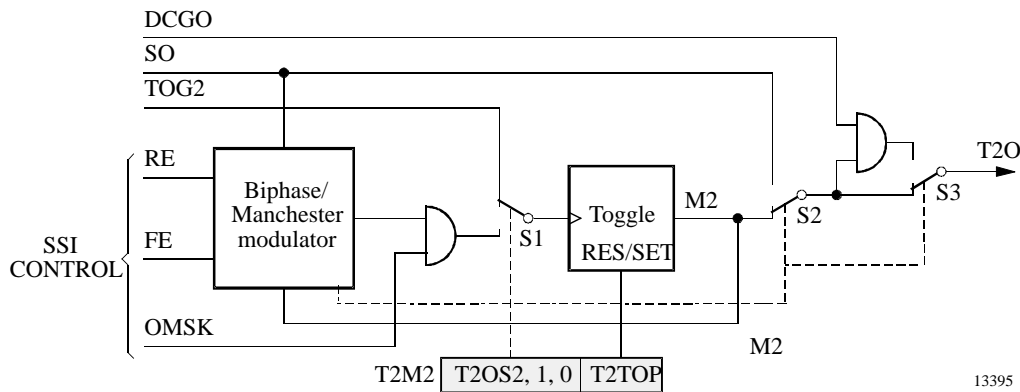 DCGO
SO
TOG2
RE
FE
SSI
CONTROL
OMSK
Biphase/
Manchester
modulator
S1
Toggle
RES/SET
M2
S2
S3
T2O
M2
T2M2
T2OS2, 1, 0
T2TOP
13395